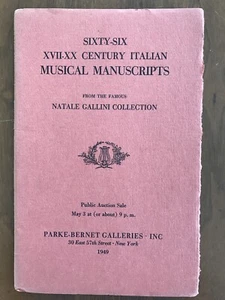 SIXTY-SIX
XVII-XX CENTURY ITALIAN
MUSICAL MANUSCRIPTS
FROM THE FAMOUS
NATALE GALLINI COLLECTION
Public Auction Sale
May 3 at (or about) 9 p. m.
PARKE-BERNET GALLERIES · INC
30 East 57th Street · New York
1949